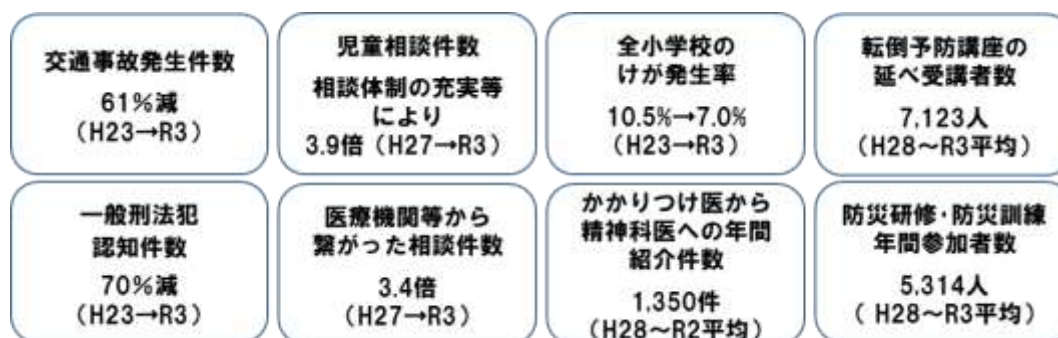 交通事故発生件数
61%減
（H23→R3）
児童相談件数
相談体制の充実等
により
3.9倍（H27→R3）
全小学校の
けが発生率
10.5%→7.0%
（H23→R3）
転倒予防講座の
延べ受講者数
7,123人
（H28～R3平均）
一般刑法犯
認知件数
70%減
（H23→R3）
医療機関等から
繋がった相談件数
3.4倍
（H27→R3）
かかりつけ医から
精神科医への年間
紹介件数
1,350件
（H28～R2平均）
防災研修・防災訓練
年間参加者数
5,314人
（ H28～R3平均）